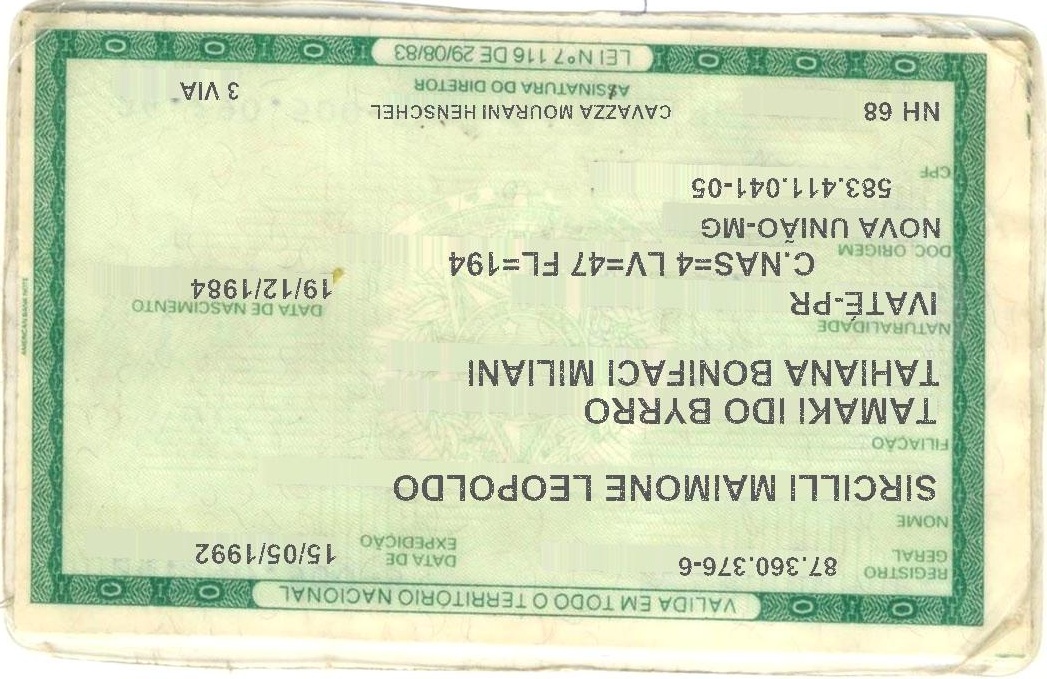 VALIDA EM TODO O TERRITÓRIO NACIONAL
REGISTRO GERAL 87.360.376-6 DATA DE EXPEDIÇÃO 15/05/1992
NOME
SIRCILLI MAIMONE LEOPOLDO
FILIAÇÃO
TAMAKI IDO BYRRO
TAHIANA BONIFACI MILIANI
NATURALIDADE DATA DE NASCIMENTO
IVATÉ-PR 19/12/1984
C.NAS=4 LV=47 FL=194
DOC. ORIGEM
NOVA UNIÃO-MG
CPF 583.411.041-05
NH 68 CAVAZZA MOURANI HENSCHEL 3 VIA
ASSINATURA DO DIRETOR
LEI Nº 7.116 DE 29/08/83
AMERICAN BANK NOTE